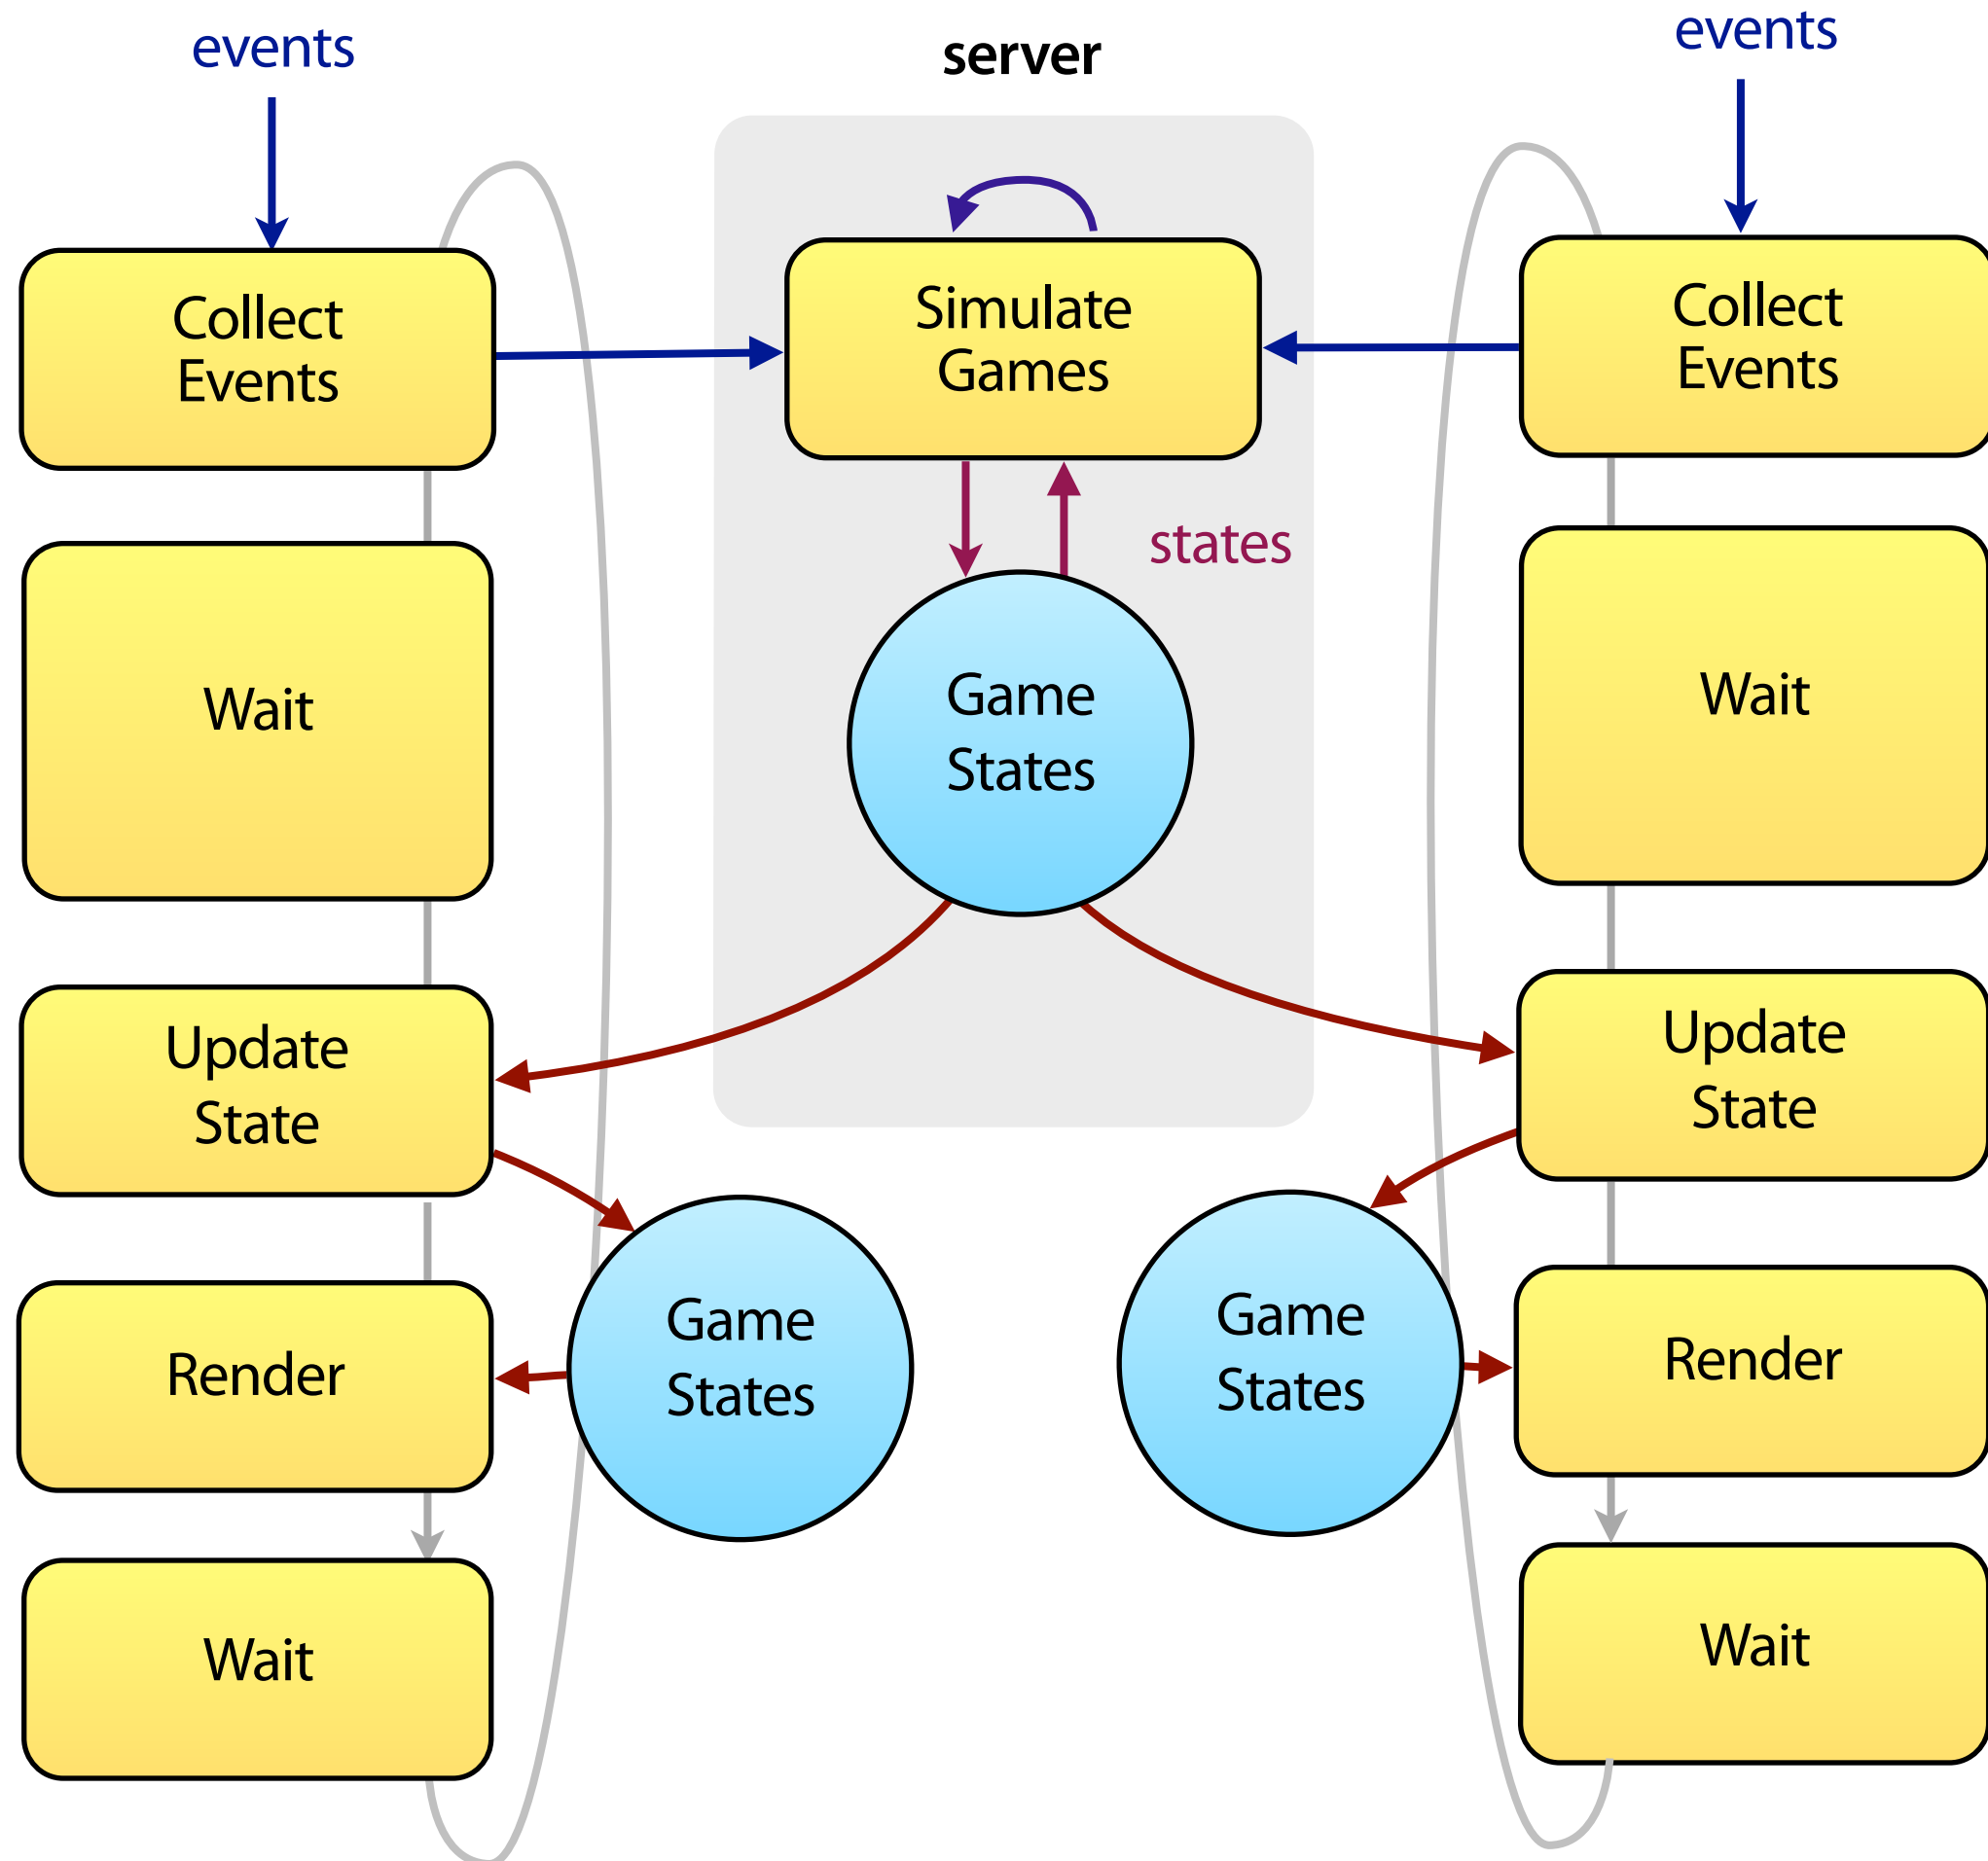 events
server
events
Collect
Events
Simulate
Games
Collect
Events
states
Wait
Game
States
Wait
Update
State
Update
State
Render
Game
States
Game
States
Render
Wait
Wait